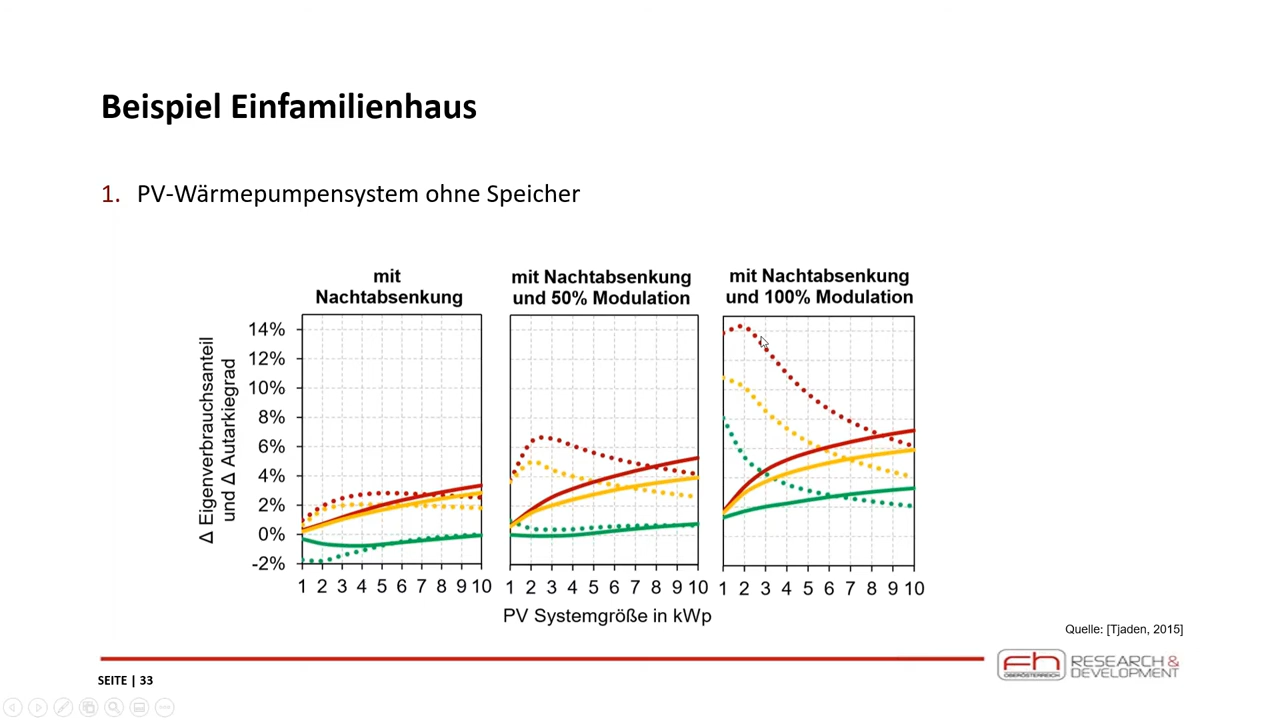 Beispiel Einfamilienhaus
1. PV-Wärmepumpensystem ohne Speicher
mit
Nachtabsenkung
mit Nachtabsenkung
und 50% Modulation
mit Nachtabsenkung
und 100% Modulation
Δ Eigenverbrauchsanteil
und Δ Autarkiegrad
14%
12%
10%
8%
6%
4%
2%
0%
-2%
1 2 3 4 5 6 7 8 9 10
1 2 3 4 5 6 7 8 9 10
1 2 3 4 5 6 7 8 9 10
PV Systemgröße in kWp
Quelle: [Tjaden, 2015]
SEITE | 33
fh
OBERÖSTERREICH
RESEARCH &
DEVELOPMENT